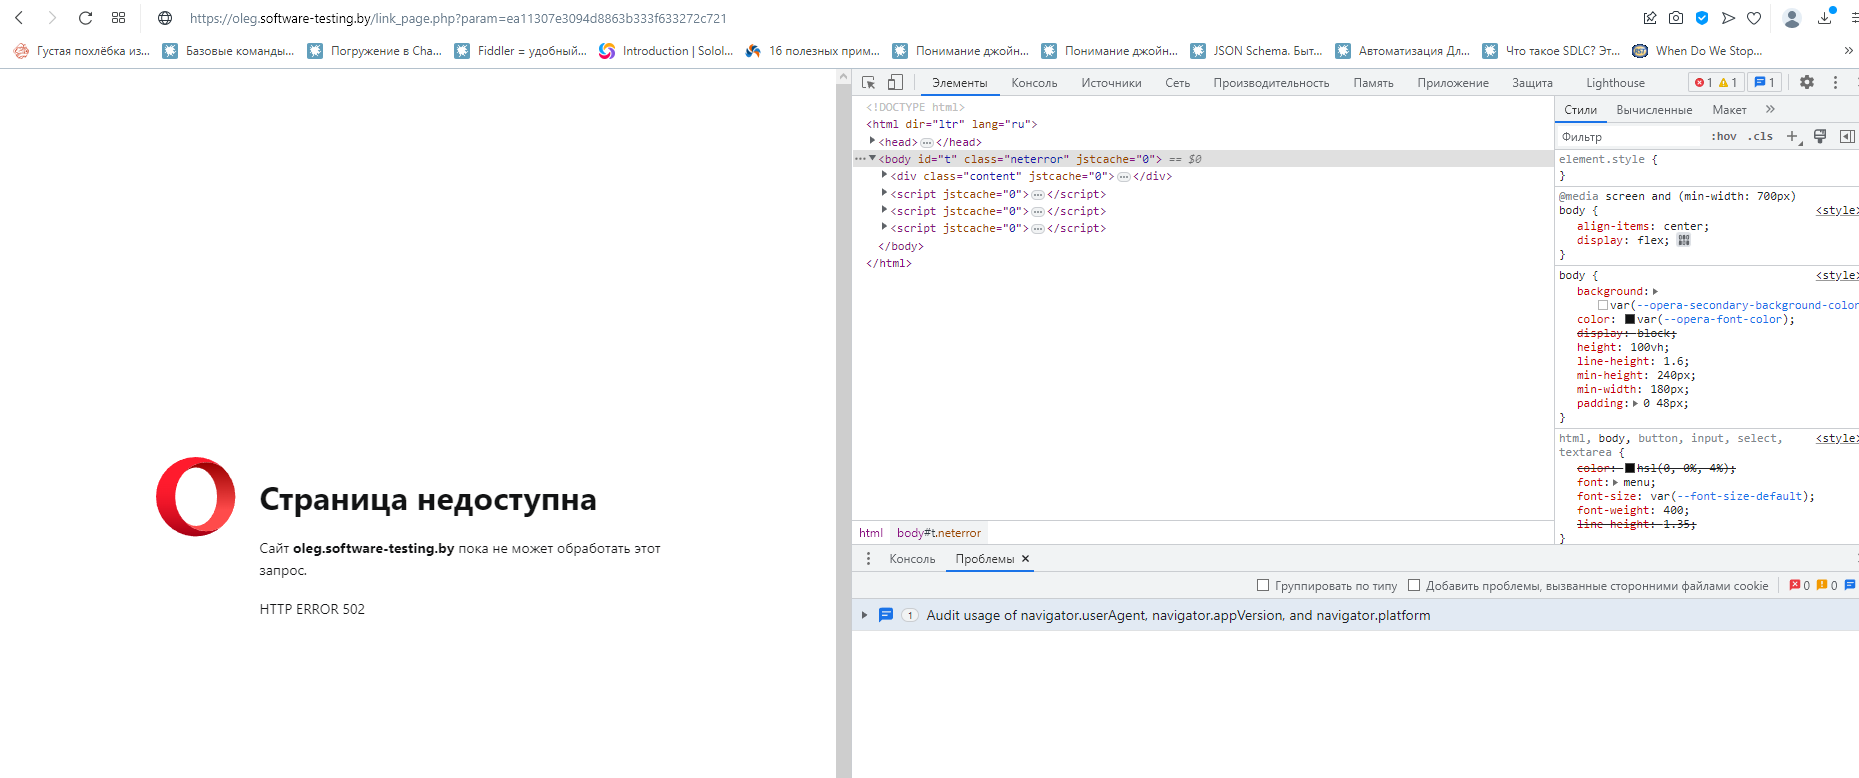 https://oleg.software-testing.by/link_page.php?param=ea11307e3094d8863b333f633272c721
Густая похлёбка из...
Базовые команды...
Погружение в Cha...
Fiddler = удобный...
Introduction | Solol...
16 полезных прим...
Понимание джойн...
Понимание джойн...
JSON Schema. Быт...
Автоматизация Дл...
Что такое SDLC? Эт...
When Do We Stop...
»
Страница недоступна
Сайт oleg.software-testing.by пока не может обработать этот
запрос.
HTTP ERROR 502
Элементы Консоль Источники Сеть Производительность Память Приложение Защита Lighthouse 1 1 1
<!DOCTYPE html>
<html dir="ltr" lang="ru">
<head>…</head>
…<body id="t" class="neterror" jstcache="0"> == $0
<div class="content" jstcache="0">…</div>
<script jstcache="0">…</script>
<script jstcache="0">…</script>
<script jstcache="0">…</script>
</body>
</html>
html body#t.neterror
Стили Вычисленные Макет »
Фильтр :hov .cls +
element.style {
}
@media screen and (min-width: 700px)
body { <style>
align-items: center;
display: flex;
}
body { <style>
background:
var(--opera-secondary-background-color
color: var(--opera-font-color);
display: block;
height: 100vh;
line-height: 1.6;
min-height: 240px;
min-width: 180px;
padding: 0 48px;
}
html, body, button, input, select, <style>
textarea {
color: hsl(0, 0%, 4%);
font: menu;
font-size: var(--font-size-default);
font-weight: 400;
line-height: 1.35;
}
Консоль Проблемы ×
Группировать по типу Добавить проблемы, вызванные сторонними файлами cookie 0 0
1 Audit usage of navigator.userAgent, navigator.appVersion, and navigator.platform